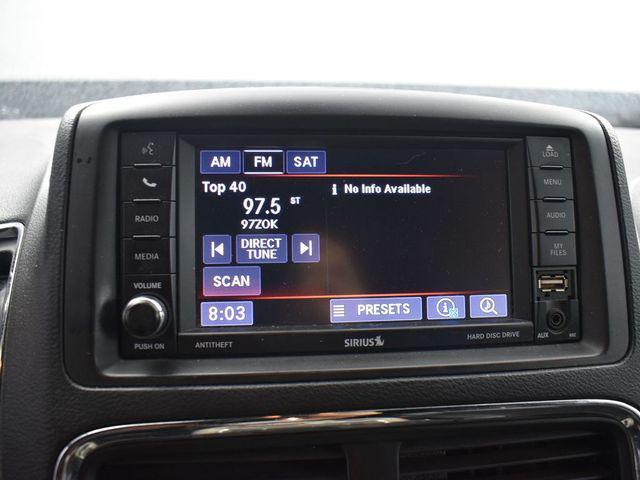 AM FM SAT
Top 40
i No Info Available
97.5 ST
97ZOK
DIRECT
TUNE
SCAN
8:03
PRESETS
RADIO
MEDIA
VOLUME
PUSH ON
ANTITHEFT
SIRIUS
HARD DISC DRIVE
LOAD
MENU
AUDIO
MY
FILES
AUX